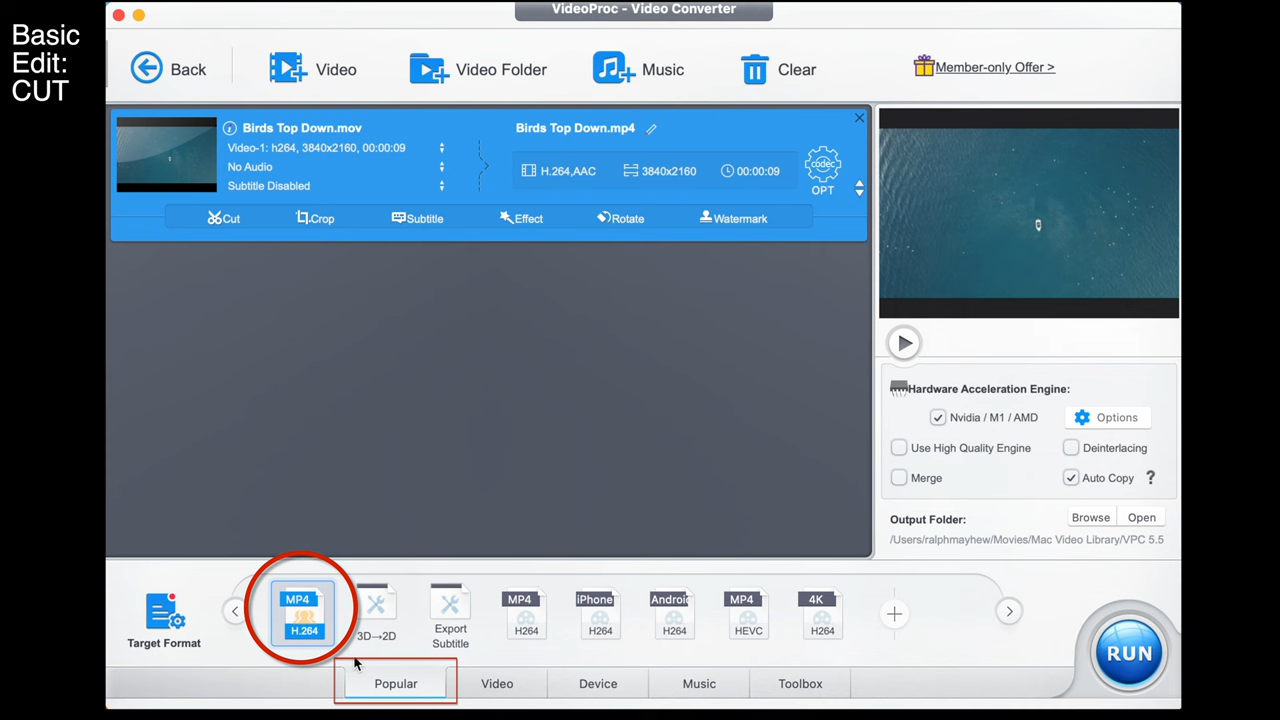 Basic
Edit:
CUT
VideoProc - Video Converter
Back
Video
Video Folder
Music
Clear
Member-only Offer >
Birds Top Down.mov
Video-1: h264, 3840x2160, 00:00:09
No Audio
Subtitle Disabled
Birds Top Down.mp4
H.264,AAC
3840x2160
00:00:09
codec
OPT
Cut
Crop
Subtitle
Effect
Rotate
Watermark
Hardware Acceleration Engine:
Nvidia / M1 / AMD
Options
Use High Quality Engine
Deinterlacing
Merge
Auto Copy ?
Output Folder:
Browse
Open
/Users/ralphmayhew/Movies/Mac Video Library/VPC 5.5
Target Format
MP4
H.264
3D→2D
Export
Subtitle
MP4
H264
iPhone
H264
Android
H264
MP4
HEVC
4K
H264
RUN
Popular
Video
Device
Music
Toolbox